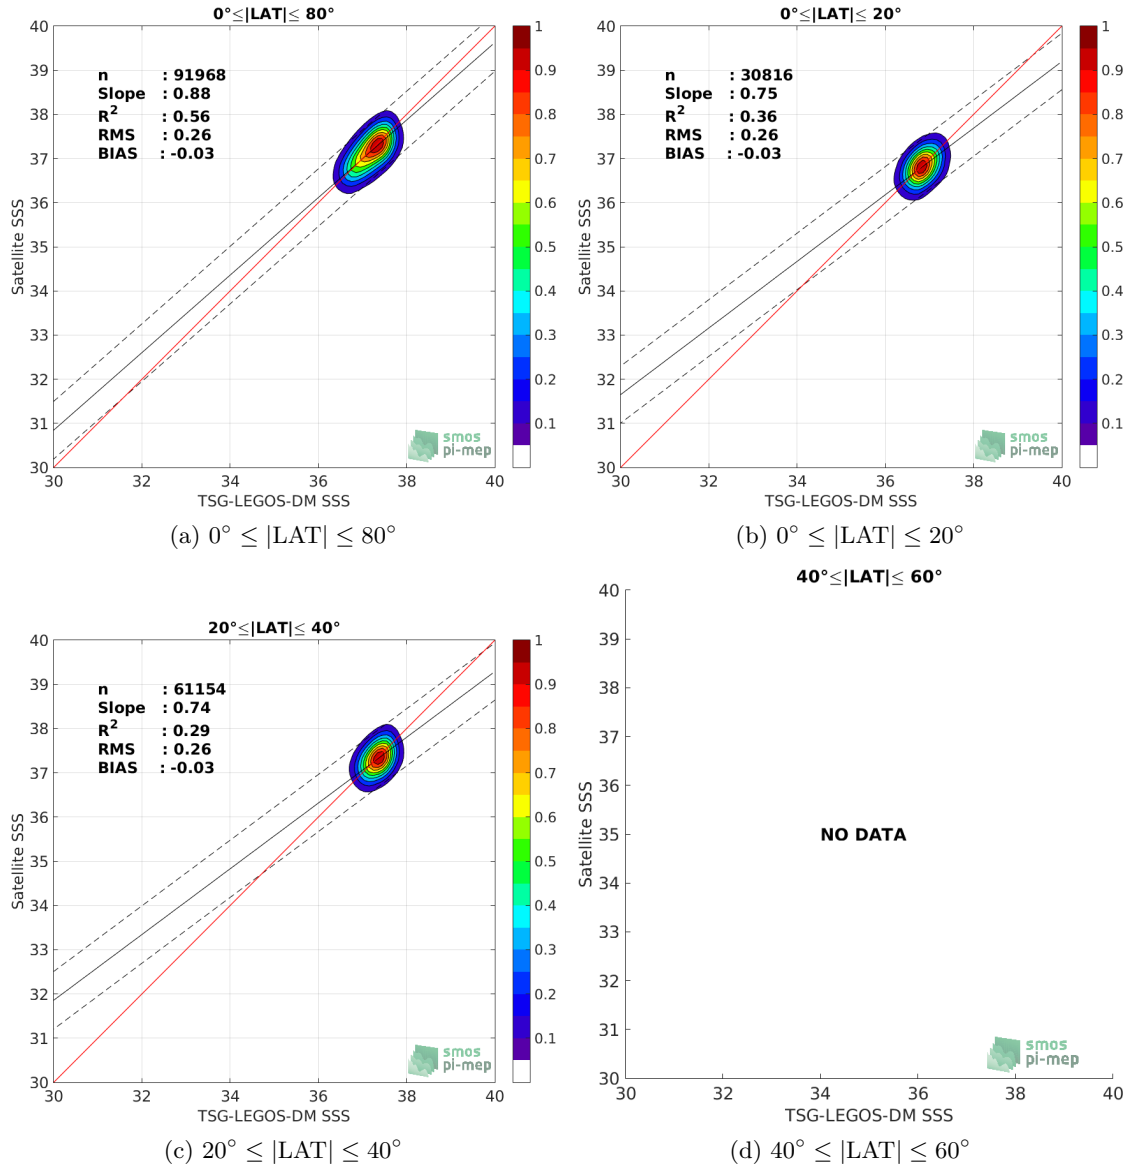 0°≤|LAT|≤ 80°
n : 91968
Slope : 0.88
R² : 0.56
RMS : 0.26
BIAS : -0.03
Satellite SSS
40
39
38
37
36
35
34
33
32
31
30
30 32 34 36 38 40
TSG-LEGOS-DM SSS
1
0.9
0.8
0.7
0.6
0.5
0.4
0.3
0.2
0.1
smos
pi-mep
(a) 0° ≤ |LAT| ≤ 80°
0°≤|LAT|≤ 20°
n : 30816
Slope : 0.75
R² : 0.36
RMS : 0.26
BIAS : -0.03
Satellite SSS
40
39
38
37
36
35
34
33
32
31
30
30 32 34 36 38 40
TSG-LEGOS-DM SSS
1
0.9
0.8
0.7
0.6
0.5
0.4
0.3
0.2
0.1
smos
pi-mep
(b) 0° ≤ |LAT| ≤ 20°
20°≤|LAT|≤ 40°
n : 61154
Slope : 0.74
R² : 0.29
RMS : 0.26
BIAS : -0.03
Satellite SSS
40
39
38
37
36
35
34
33
32
31
30
30 32 34 36 38 40
TSG-LEGOS-DM SSS
1
0.9
0.8
0.7
0.6
0.5
0.4
0.3
0.2
0.1
smos
pi-mep
(c) 20° ≤ |LAT| ≤ 40°
40°≤|LAT|≤ 60°
Satellite SSS
40
39
38
37
36
35
34
33
32
31
30
NO DATA
30 32 34 36 38 40
TSG-LEGOS-DM SSS
smos
pi-mep
(d) 40° ≤ |LAT| ≤ 60°